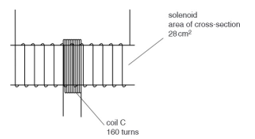 solenoid
area of cross-section
28 cm²
coil C
160 turns